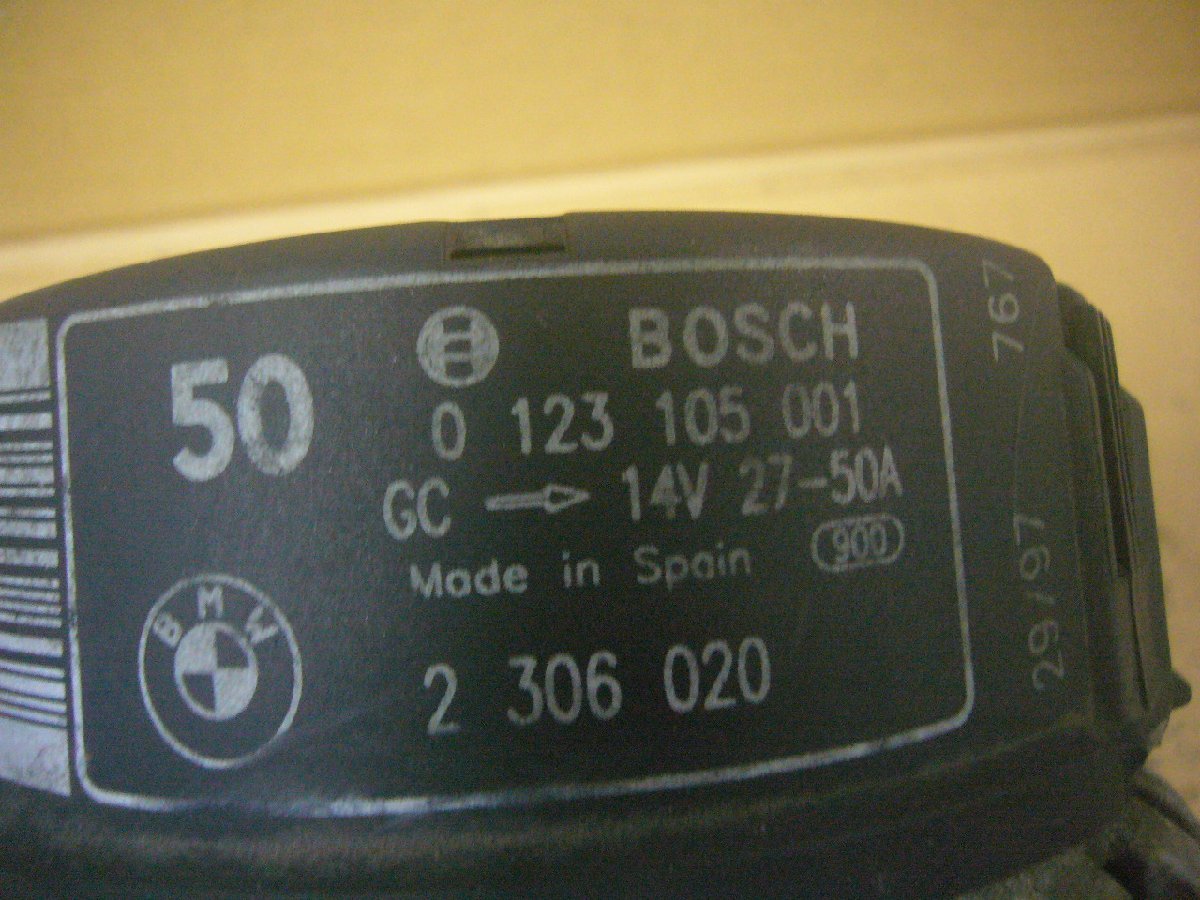 50
BOSCH
0 123 105 001
GC → 14V 27-50A
Made in Spain 900
BMW
2 306 020
767
29/97